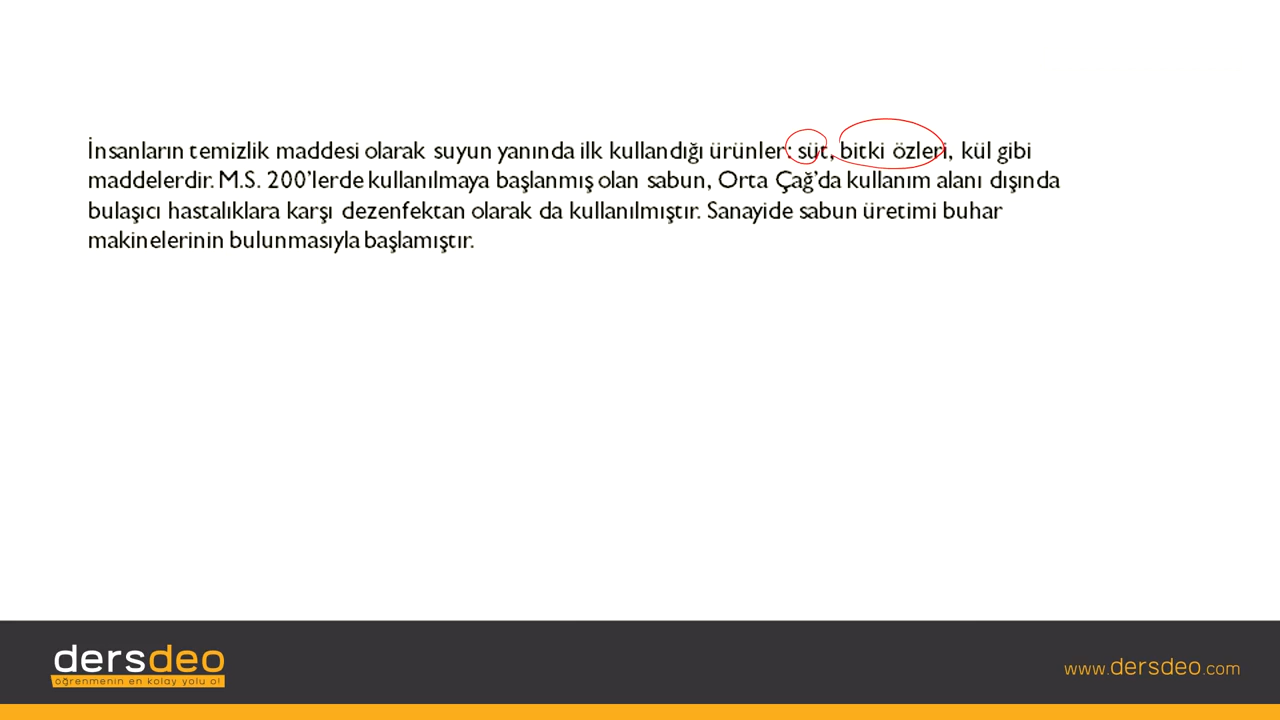 İnsanların temizlik maddesi olarak suyun yanında ilk kullandığı ürünler: süt, bitki özleri, kül gibi
maddelerdir. M.S. 200'lerde kullanılmaya başlanmış olan sabun, Orta Çağ'da kullanım alanı dışında
bulaşıcı hastalıklara karşı dezenfektan olarak da kullanılmıştır. Sanayide sabun üretimi buhar
makinelerinin bulunmasıyla başlamıştır.
dersdeo
öğrenmenin en kolay yolu o!
www.dersdeo.com